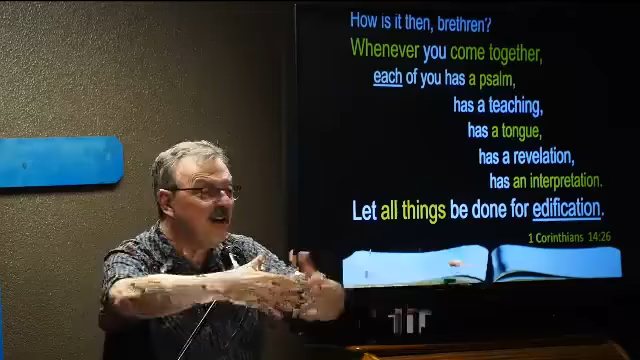 How is it then, brethren?
Whenever you come together,
each of you has a psalm,
has a teaching,
has a tongue,
has a revelation,
has an interpretation.
Let all things be done for edification.
1 Corinthians 14:26